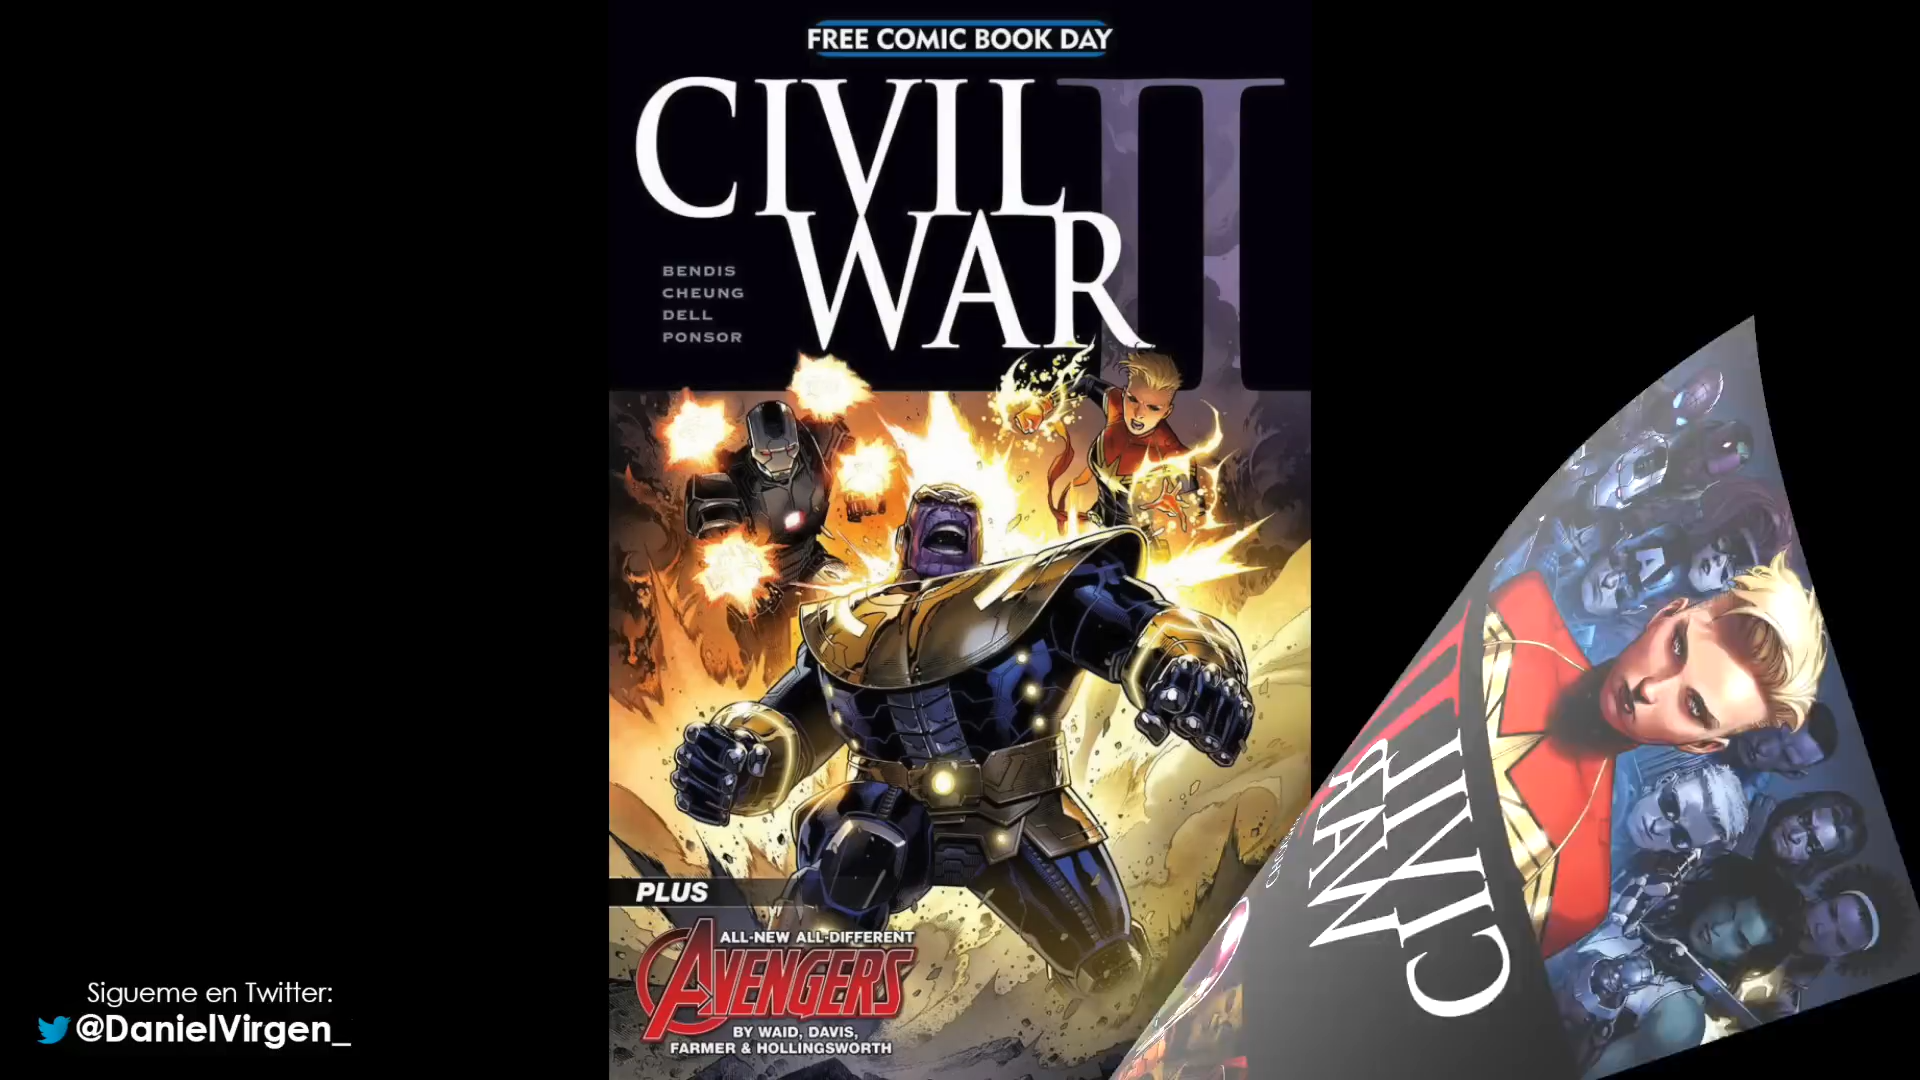 FREE COMIC BOOK DAY
CIVIL
WAR
II
BENDIS
CHEUNG
DELL
PONSOR
PLUS
ALL-NEW ALL-DIFFERENT
AVENGERS
BY WAID, DAVIS,
FARMER & HOLLINGSWORTH
CIVIL
WAR
II
Sigueme en Twitter:
@DanielVirgen_